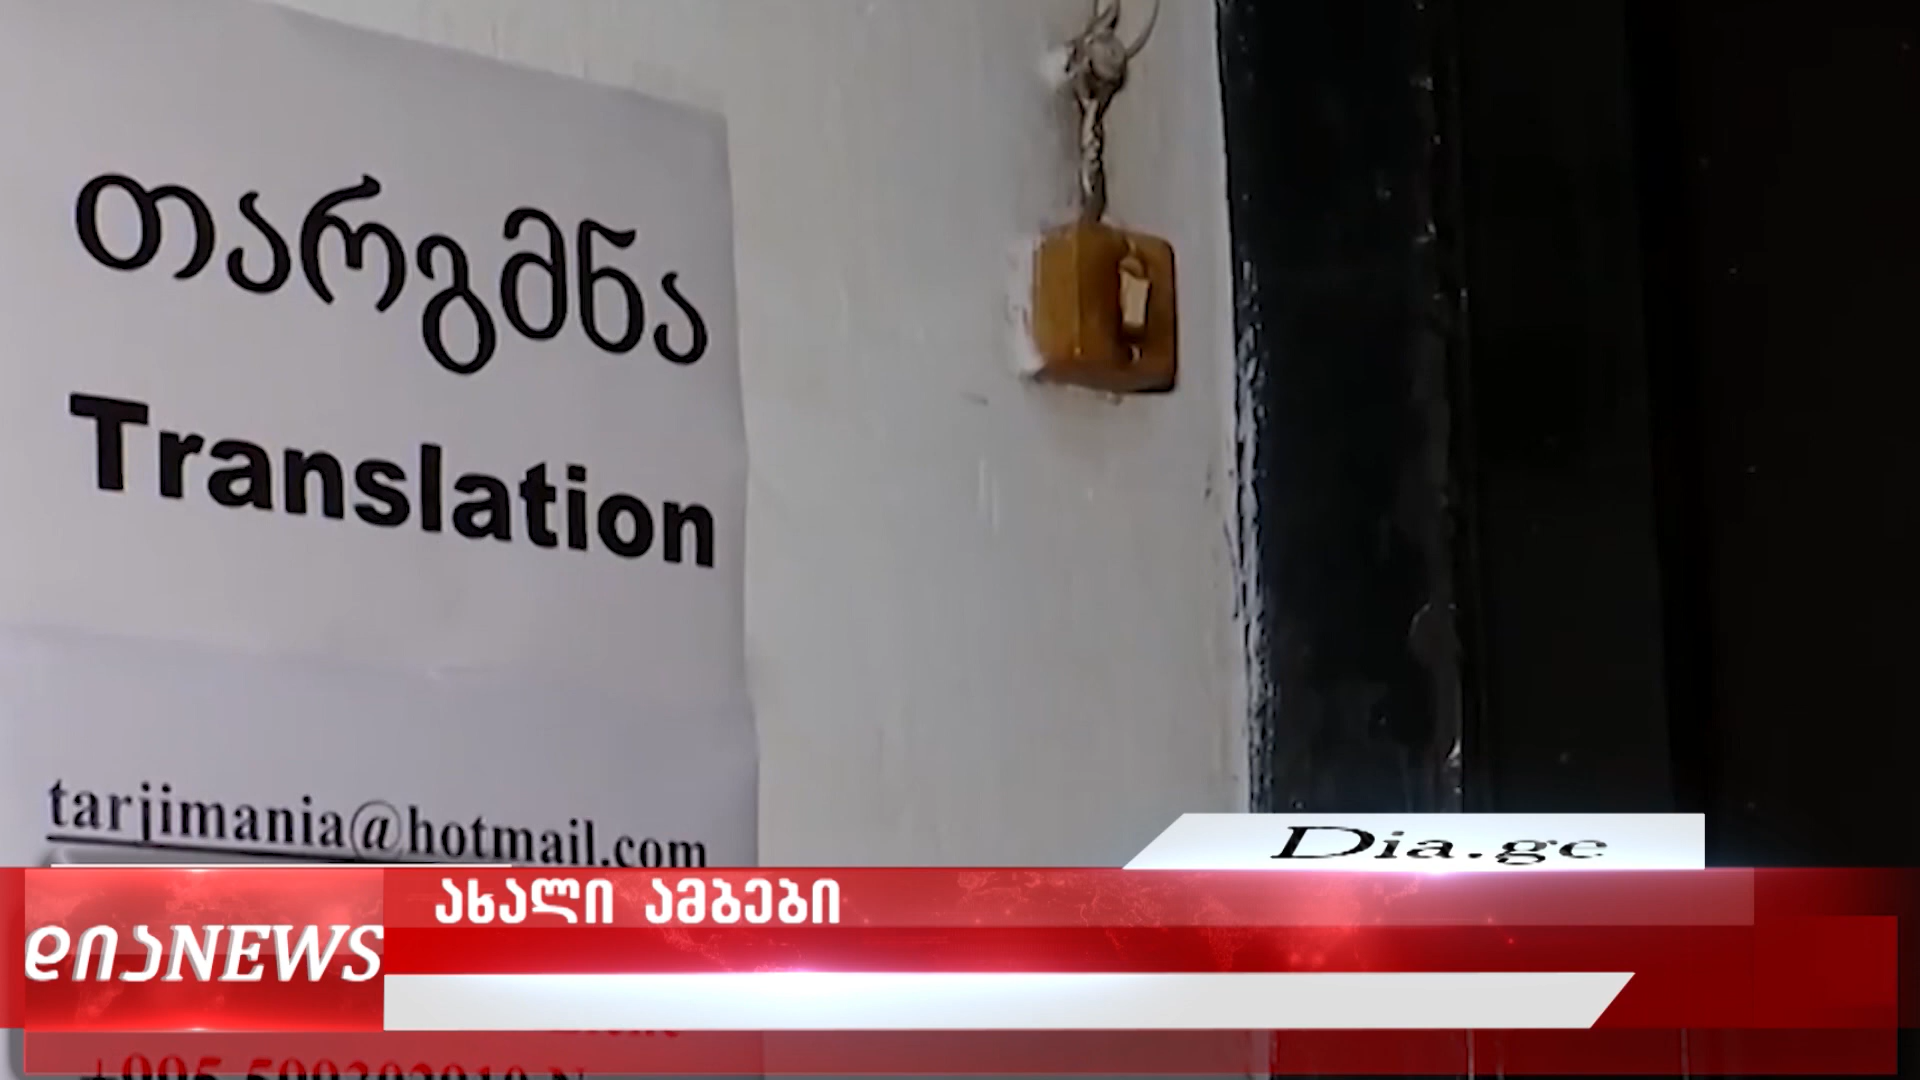 თარგმნა
Translation
tarjimania@hotmail.com
Dia.ge
ახალი ამბები
დიაNEWS